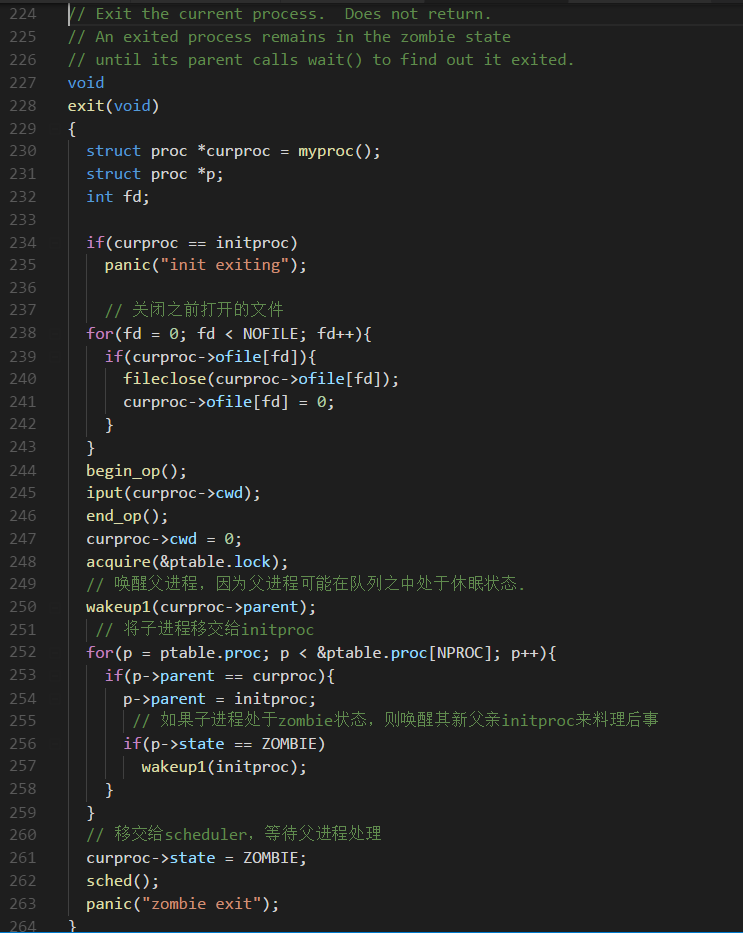 224 // Exit the current process.  Does not return.
225 // An exited process remains in the zombie state
226 // until its parent calls wait() to find out it exited.
227 void
228 exit(void)
229 {
230   struct proc *curproc = myproc();
231   struct proc *p;
232   int fd;
233
234   if(curproc == initproc)
235     panic("init exiting");
236
237     // 关闭之前打开的文件
238   for(fd = 0; fd < NOFILE; fd++){
239     if(curproc->ofile[fd]){
240       fileclose(curproc->ofile[fd]);
241       curproc->ofile[fd] = 0;
242     }
243   }
244   begin_op();
245   iput(curproc->cwd);
246   end_op();
247   curproc->cwd = 0;
248   acquire(&ptable.lock);
249   // 唤醒父进程，因为父进程可能在队列之中处于休眠状态.
250   wakeup1(curproc->parent);
251    // 将子进程移交给initproc
252   for(p = ptable.proc; p < &ptable.proc[NPROC]; p++){
253     if(p->parent == curproc){
254       p->parent = initproc;
255        // 如果子进程处于zombie状态，则唤醒其新父亲initproc来料理后事
256       if(p->state == ZOMBIE)
257         wakeup1(initproc);
258     }
259   }
260   // 移交给scheduler，等待父进程处理
261   curproc->state = ZOMBIE;
262   sched();
263   panic("zombie exit");
264 }